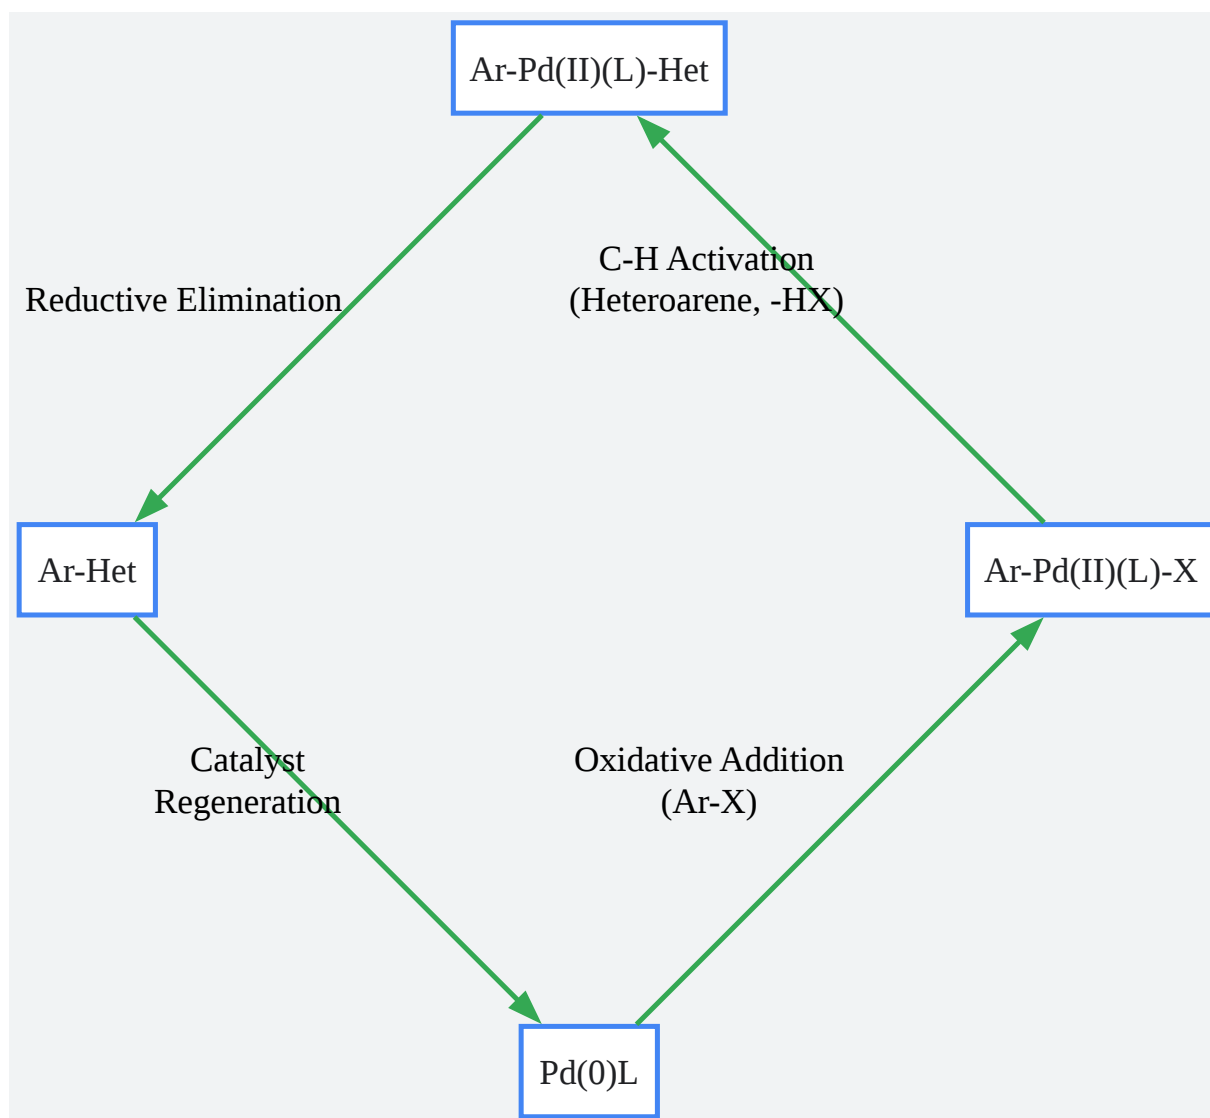 Ar-Pd(II)(L)-Het
C-H Activation
(Heteroarene, -HX)
Reductive Elimination
Ar-Het
Ar-Pd(II)(L)-X
Catalyst
Regeneration
Oxidative Addition
(Ar-X)
Pd(0)L